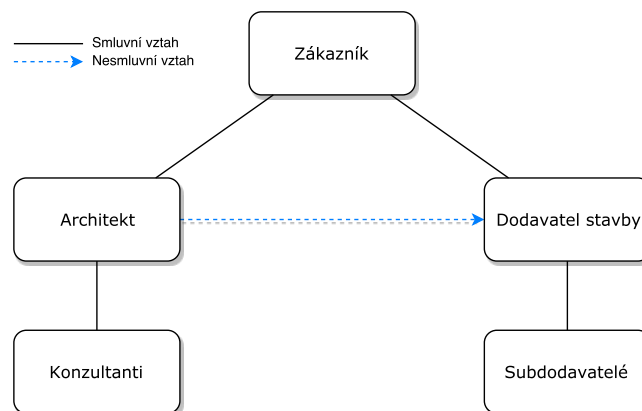 Smluvní vztah
Nesmluvní vztah
Zákazník
Architekt
Dodavatel stavby
Konzultanti
Subdodavatelé